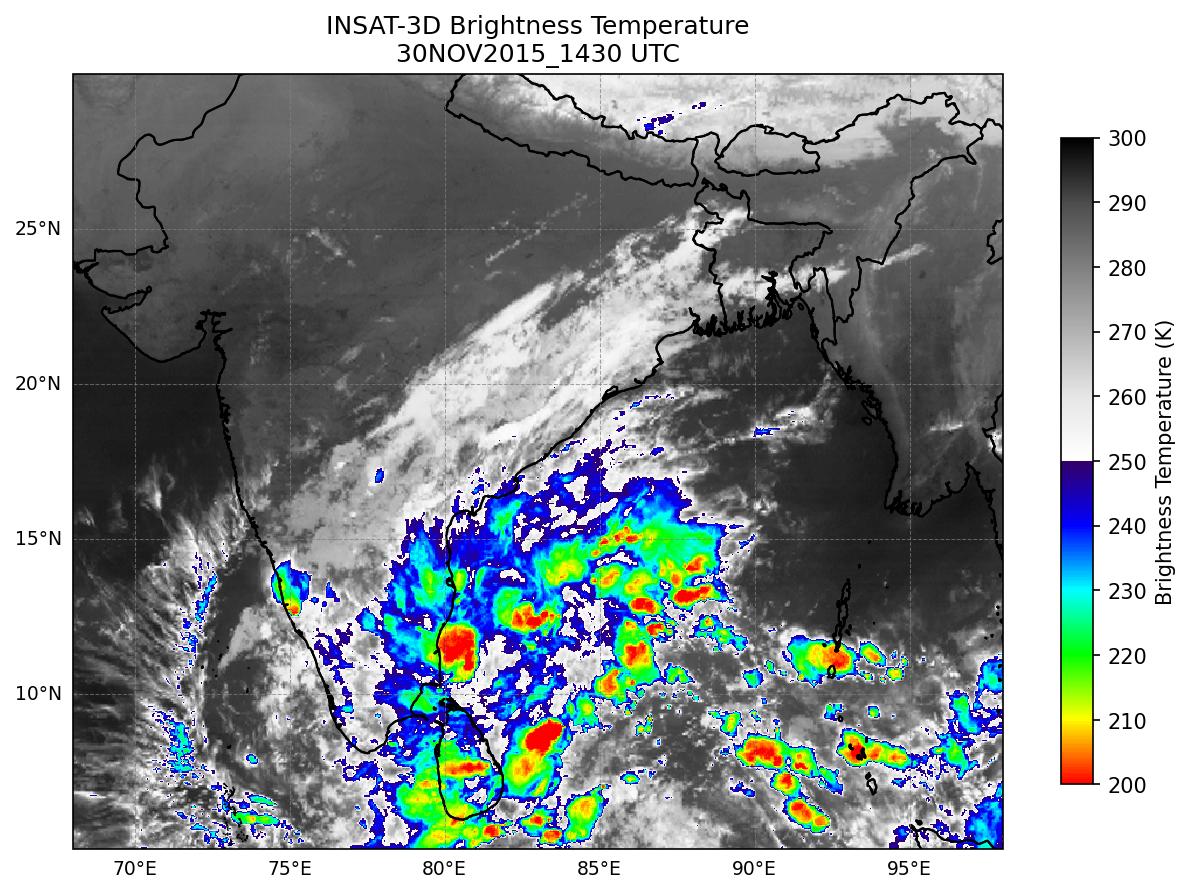 INSAT-3D Brightness Temperature
30NOV2015_1430 UTC
25°N
20°N
15°N
10°N
70°E
75°E
80°E
85°E
90°E
95°E
300
290
280
270
260
250
240
230
220
210
200
Brightness Temperature (K)